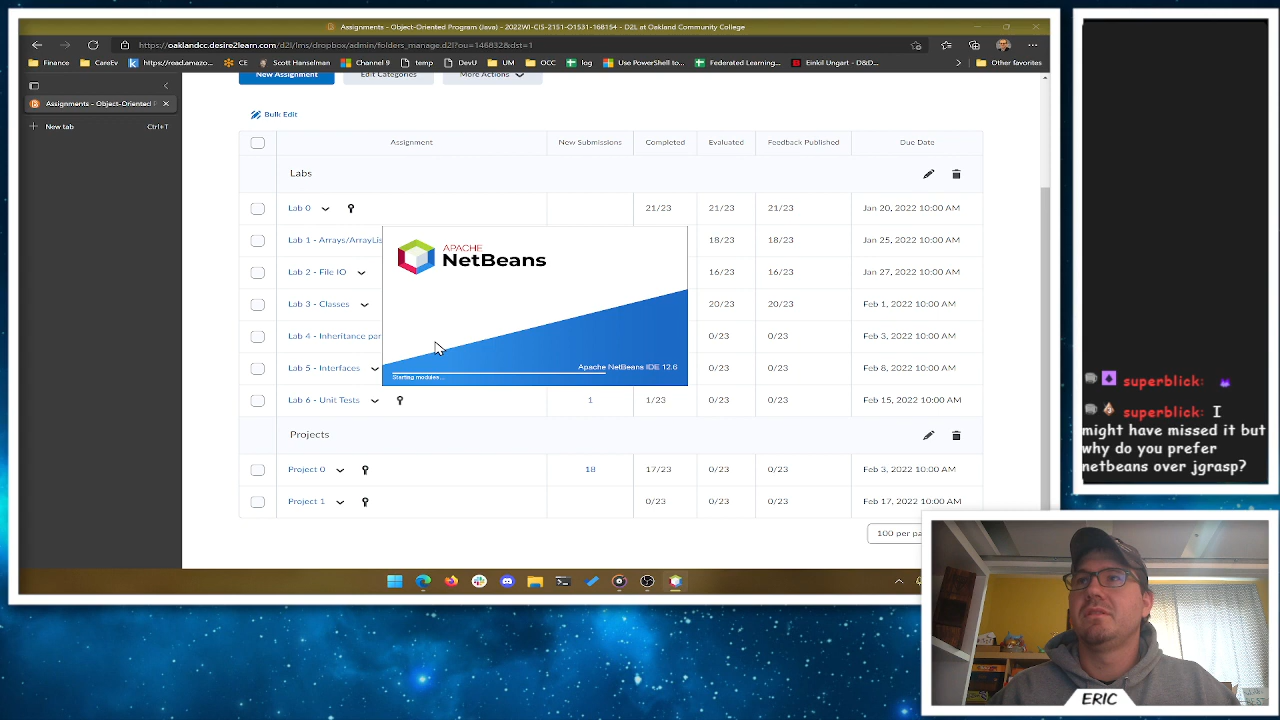 Assignments - Object-Oriented Program (Java) - 2022WI-CIS-2151-O1531-168154 - D2L at Oakland Community College
https://oaklandcc.desire2learn.com/d2l/lms/dropbox/admin/folders_manage.d2l?ou=146832&dst=1
Finance CareEv https://read.amazo... CE Scott Hanselman Channel 9 temp DevU UM OCC log Use PowerShell to... Federated Learning... Einkil Ungart - D&D... Other favorites
Assignments - Object-Oriented P
New tab Ctrl+T
New Assignment Edit Categories More Actions
Bulk Edit
Assignment New Submissions Completed Evaluated Feedback Published Due Date
Labs
Lab 0 21/23 21/23 21/23 Jan 20, 2022 10:00 AM
Lab 1 - Arrays/ArrayLis 18/23 18/23 Jan 25, 2022 10:00 AM
Lab 2 - File IO 16/23 16/23 Jan 27, 2022 10:00 AM
Lab 3 - Classes 20/23 20/23 Feb 1, 2022 10:00 AM
Lab 4 - Inheritance par 0/23 0/23 Feb 3, 2022 10:00 AM
Lab 5 - Interfaces 0/23 0/23 Feb 8, 2022 10:00 AM
Lab 6 - Unit Tests 1 1/23 0/23 0/23 Feb 15, 2022 10:00 AM
Projects
Project 0 18 17/23 0/23 0/23 Feb 3, 2022 10:00 AM
Project 1 0/23 0/23 0/23 Feb 17, 2022 10:00 AM
100 per pa
APACHE
NetBeans
Apache NetBeans IDE 12.6
Starting modules...
superblick:
superblick: I
might have missed it but
why do you prefer
netbeans over jgrasp?
ERIC